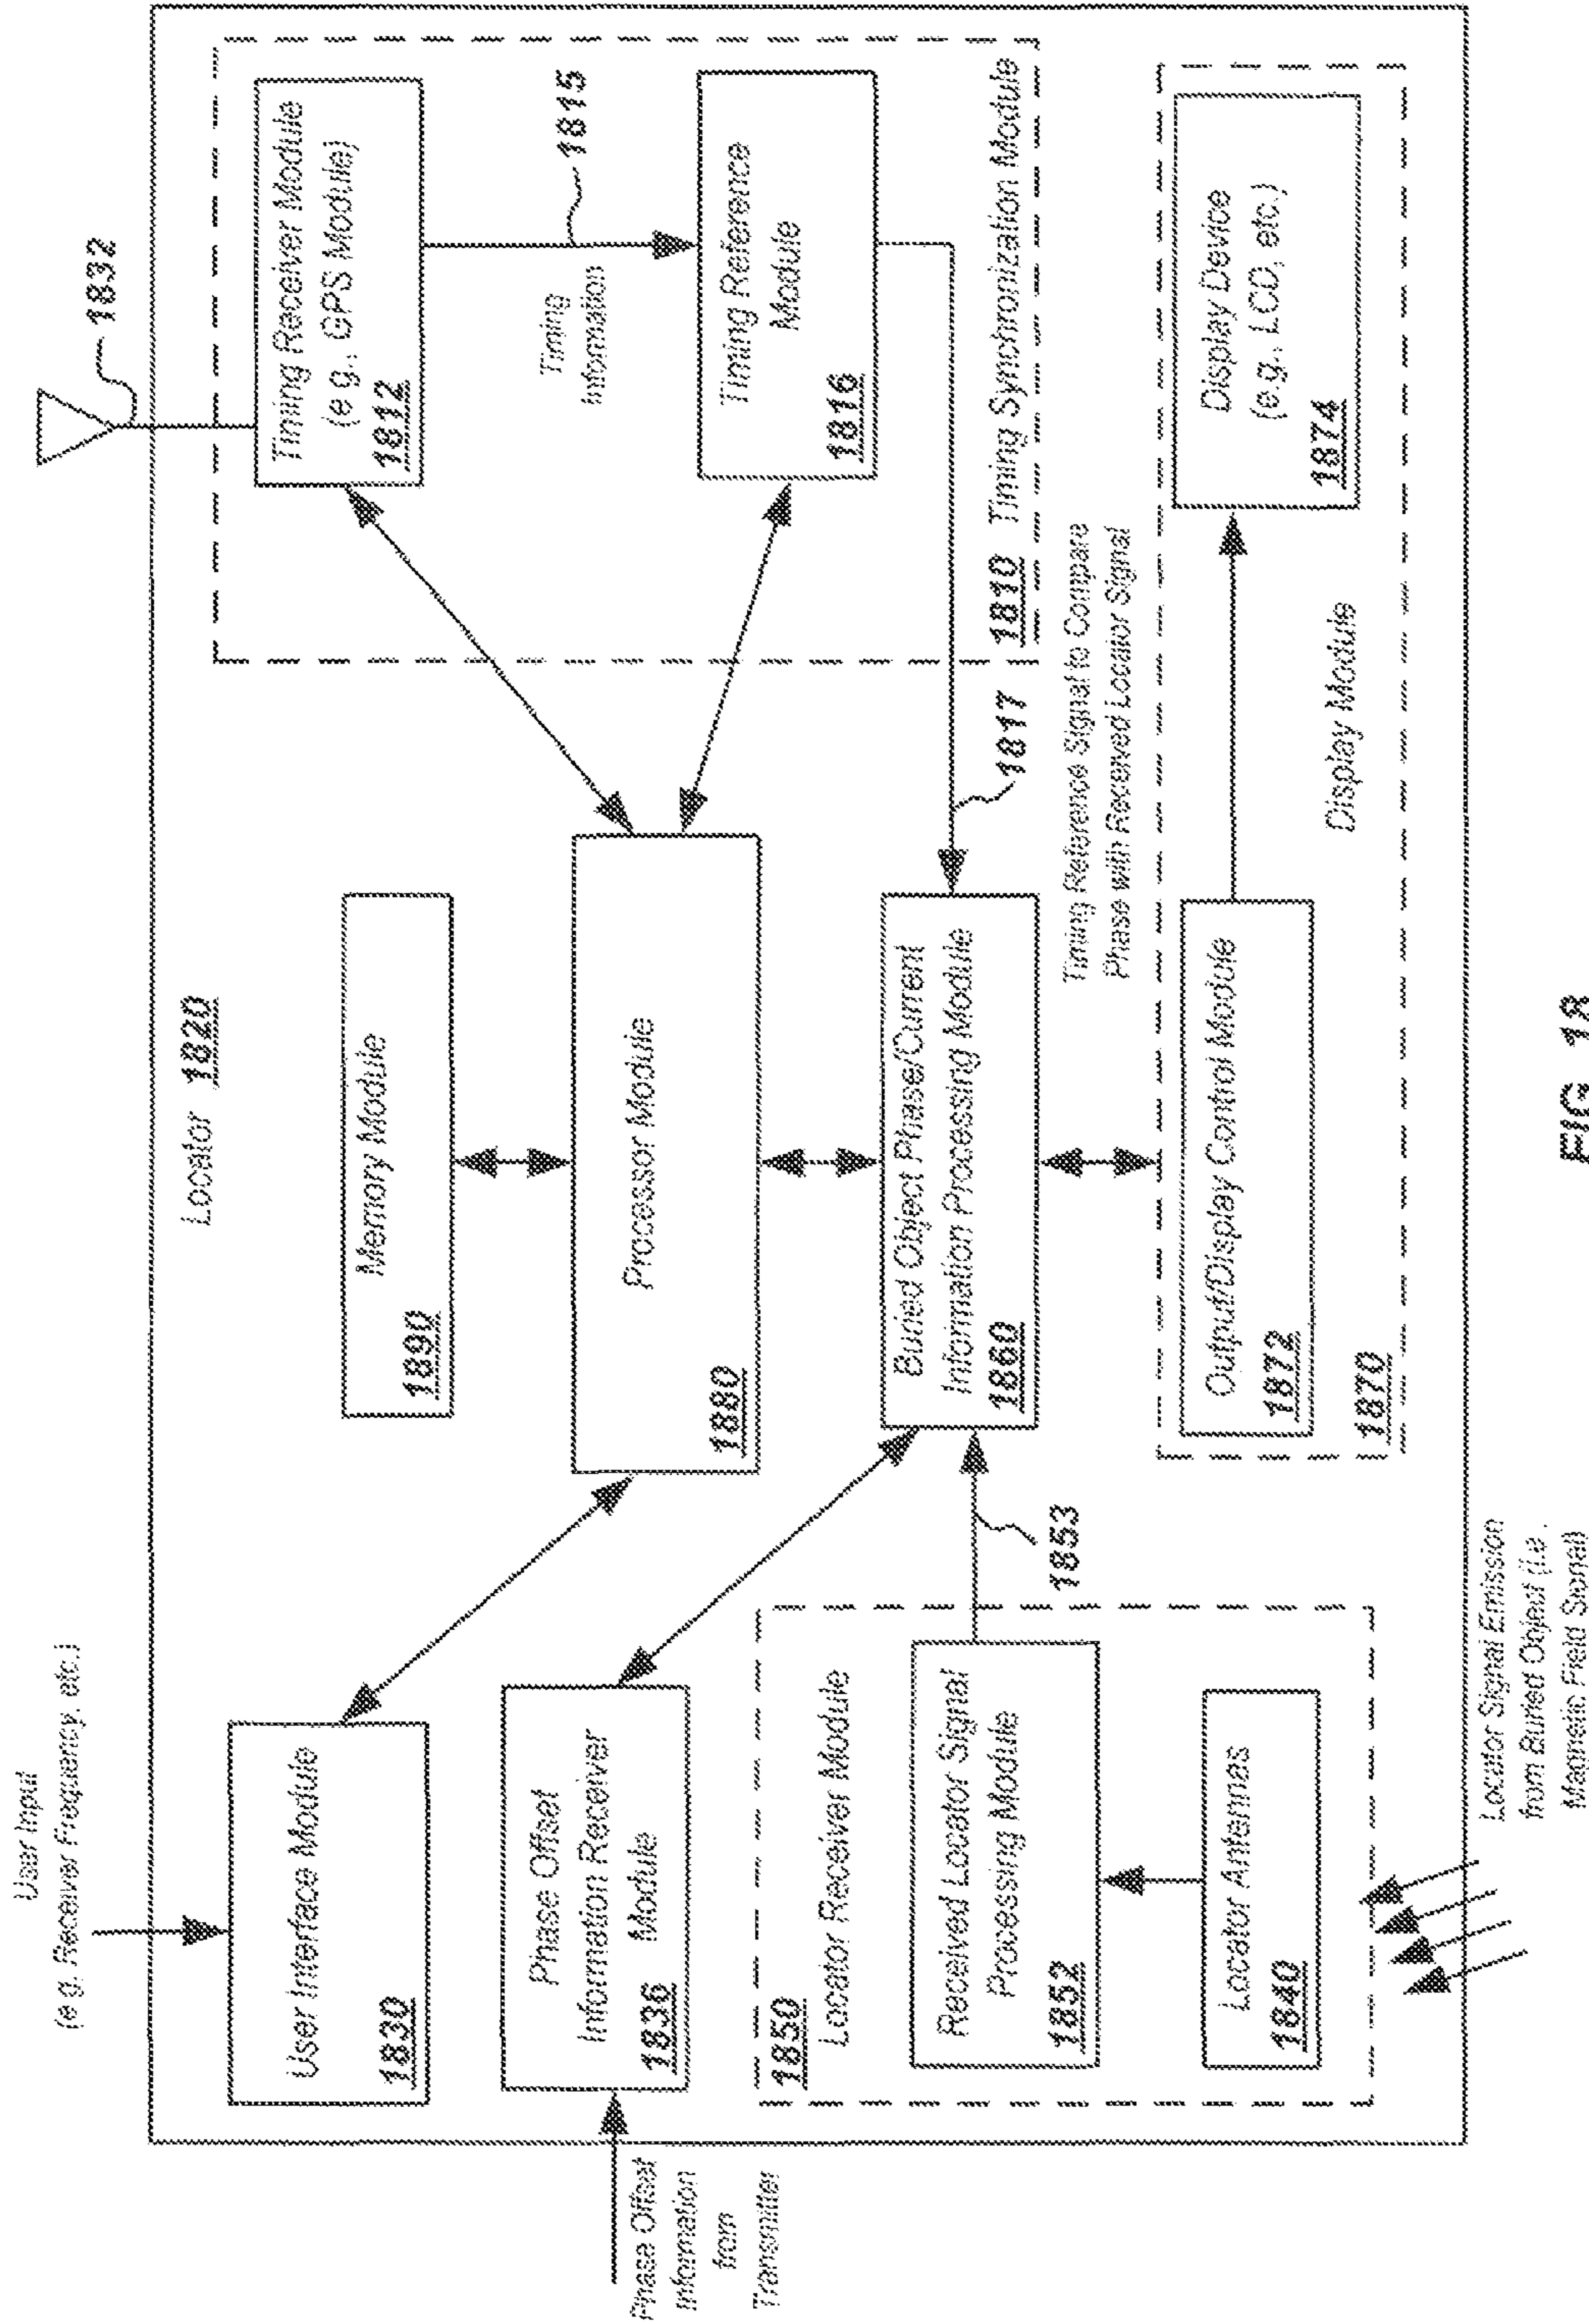 User Input
(e.g. Receiver Frequency, etc.)
1832
Locator 1820
User Interface Module
1830
Memory Module
1890
Timing Receiver Module
(e.g., GPS Module)
1812
Phase Offset
Information Receiver
Module
1836
Phase Offset
Information
from
Transmitter
Processor Module
1880
Timing
Information
1815
Timing Reference
Module
1816
1850
Locator Receiver Module
Received Locator Signal
Processing Module
1852
1853
Buried Object Phase/Current
Information Processing Module
1860
1817
1810 Timing Synchronization Module
Timing Reference Signal to Compare
Phase with Received Locator Signal
Locator Antennas
1840
Output/Display Control Module
1872
1870
Display Module
Display Device
(e.g., LCD, etc.)
1874
Locator Signal Emission
from Buried Object (i.e.,
Magnetic Field Signal)
FIG. 18